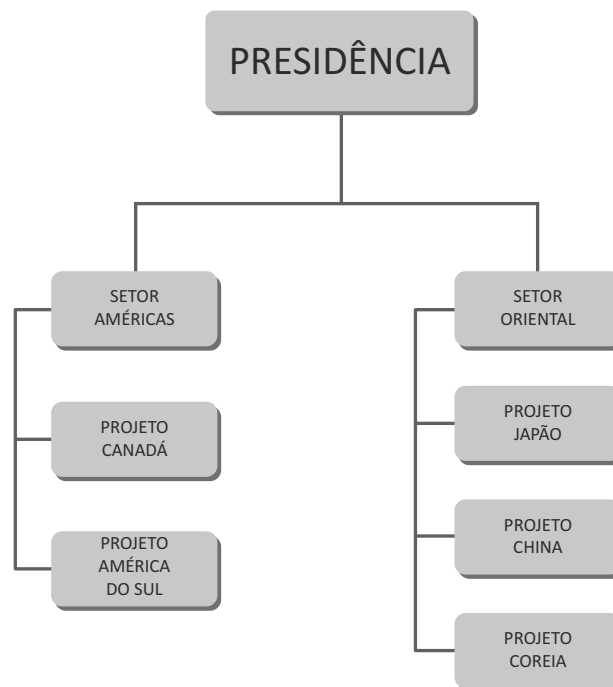 PRESIDÊNCIA
SETOR
AMÉRICAS
PROJETO
CANADÁ
PROJETO
AMÉRICA
DO SUL
SETOR
ORIENTAL
PROJETO
JAPÃO
PROJETO
CHINA
PROJETO
COREIA